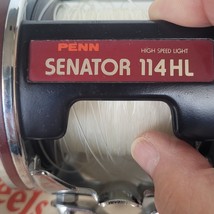 PENN
HIGH SPEED LIGHT
SENATOR 114HL